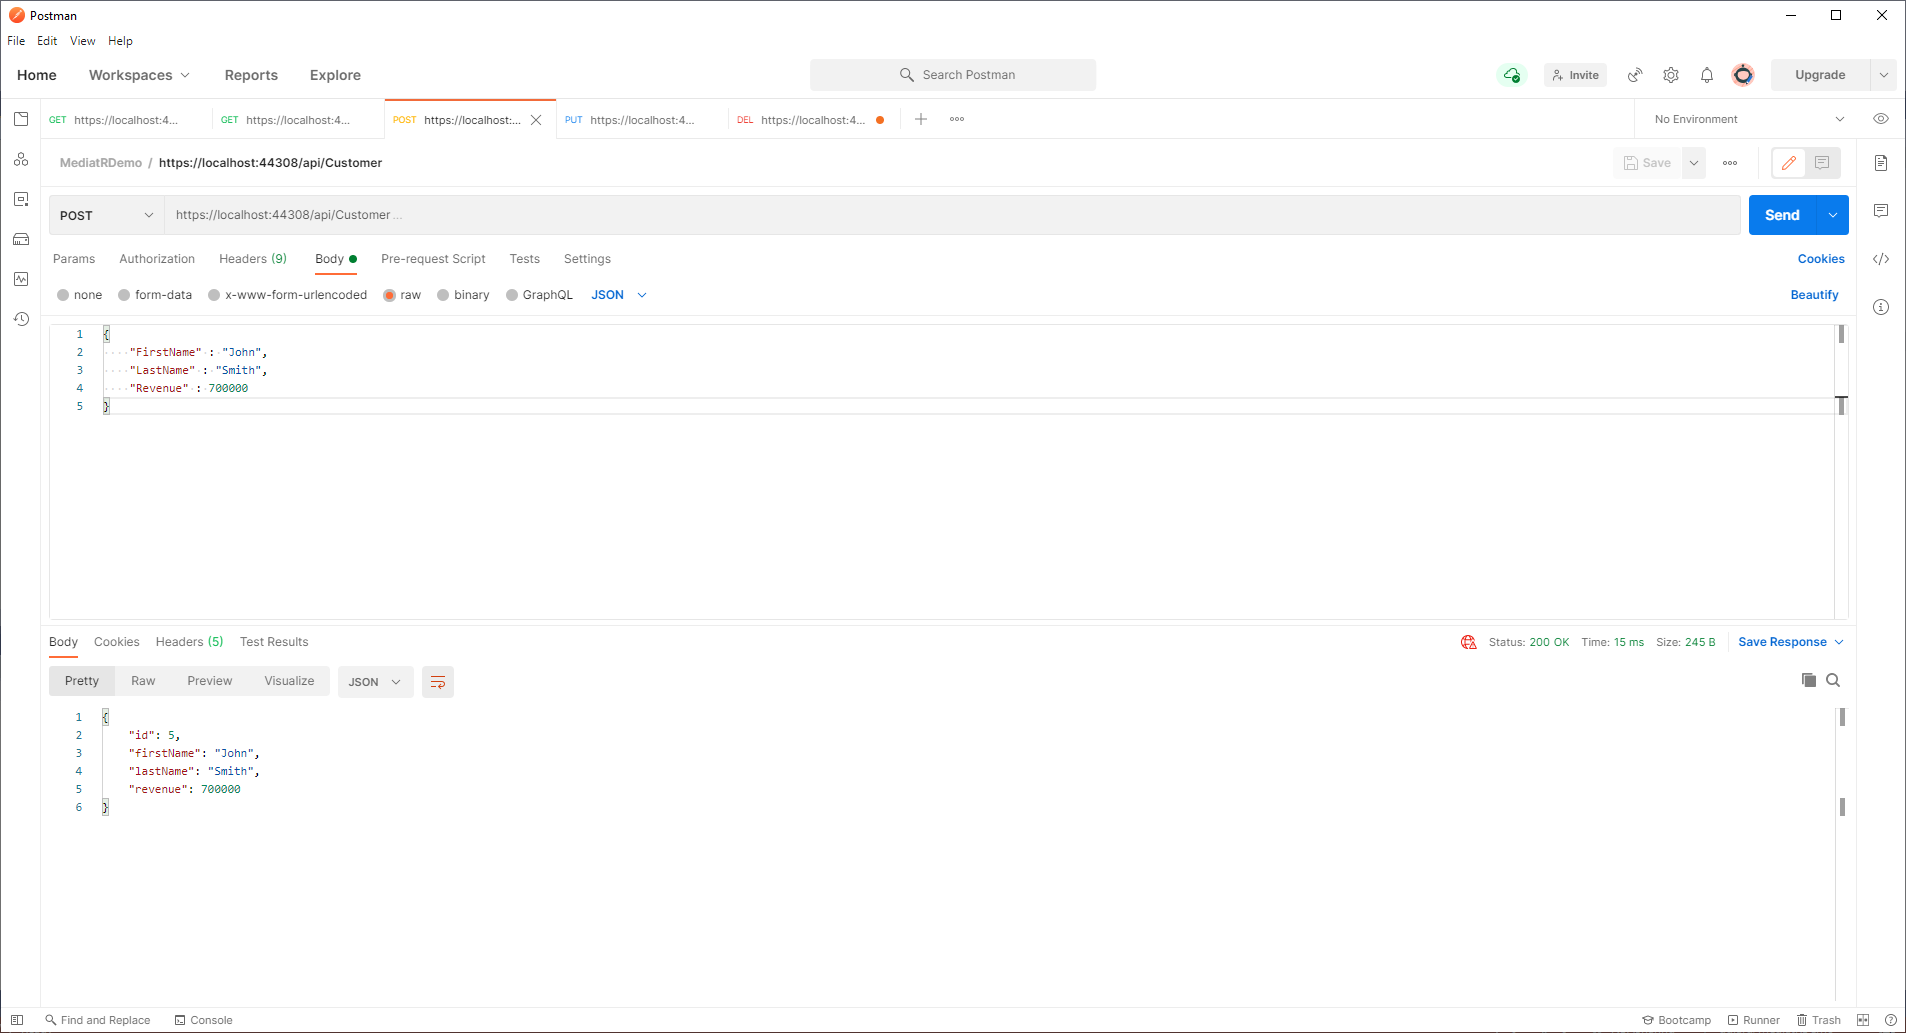 Postman
File Edit View Help
Home Workspaces Reports Explore Search Postman Invite Upgrade
GET https://localhost:4... GET https://localhost:4... POST https://localhost:... PUT https://localhost:4... DEL https://localhost:4... No Environment
MediatRDemo / https://localhost:44308/api/Customer Save
POST https://localhost:44308/api/Customer ... Send
Params Authorization Headers (9) Body Pre-request Script Tests Settings Cookies
none form-data x-www-form-urlencoded raw binary GraphQL JSON Beautify
1 {
2 "FirstName" : "John",
3 "LastName" : "Smith",
4 "Revenue" : 700000
5 }
Body Cookies Headers (5) Test Results Status: 200 OK Time: 15 ms Size: 245 B Save Response
Pretty Raw Preview Visualize JSON
1 {
2 "id": 5,
3 "firstName": "John",
4 "lastName": "Smith",
5 "revenue": 700000
6 }
Find and Replace Console Bootcamp Runner Trash